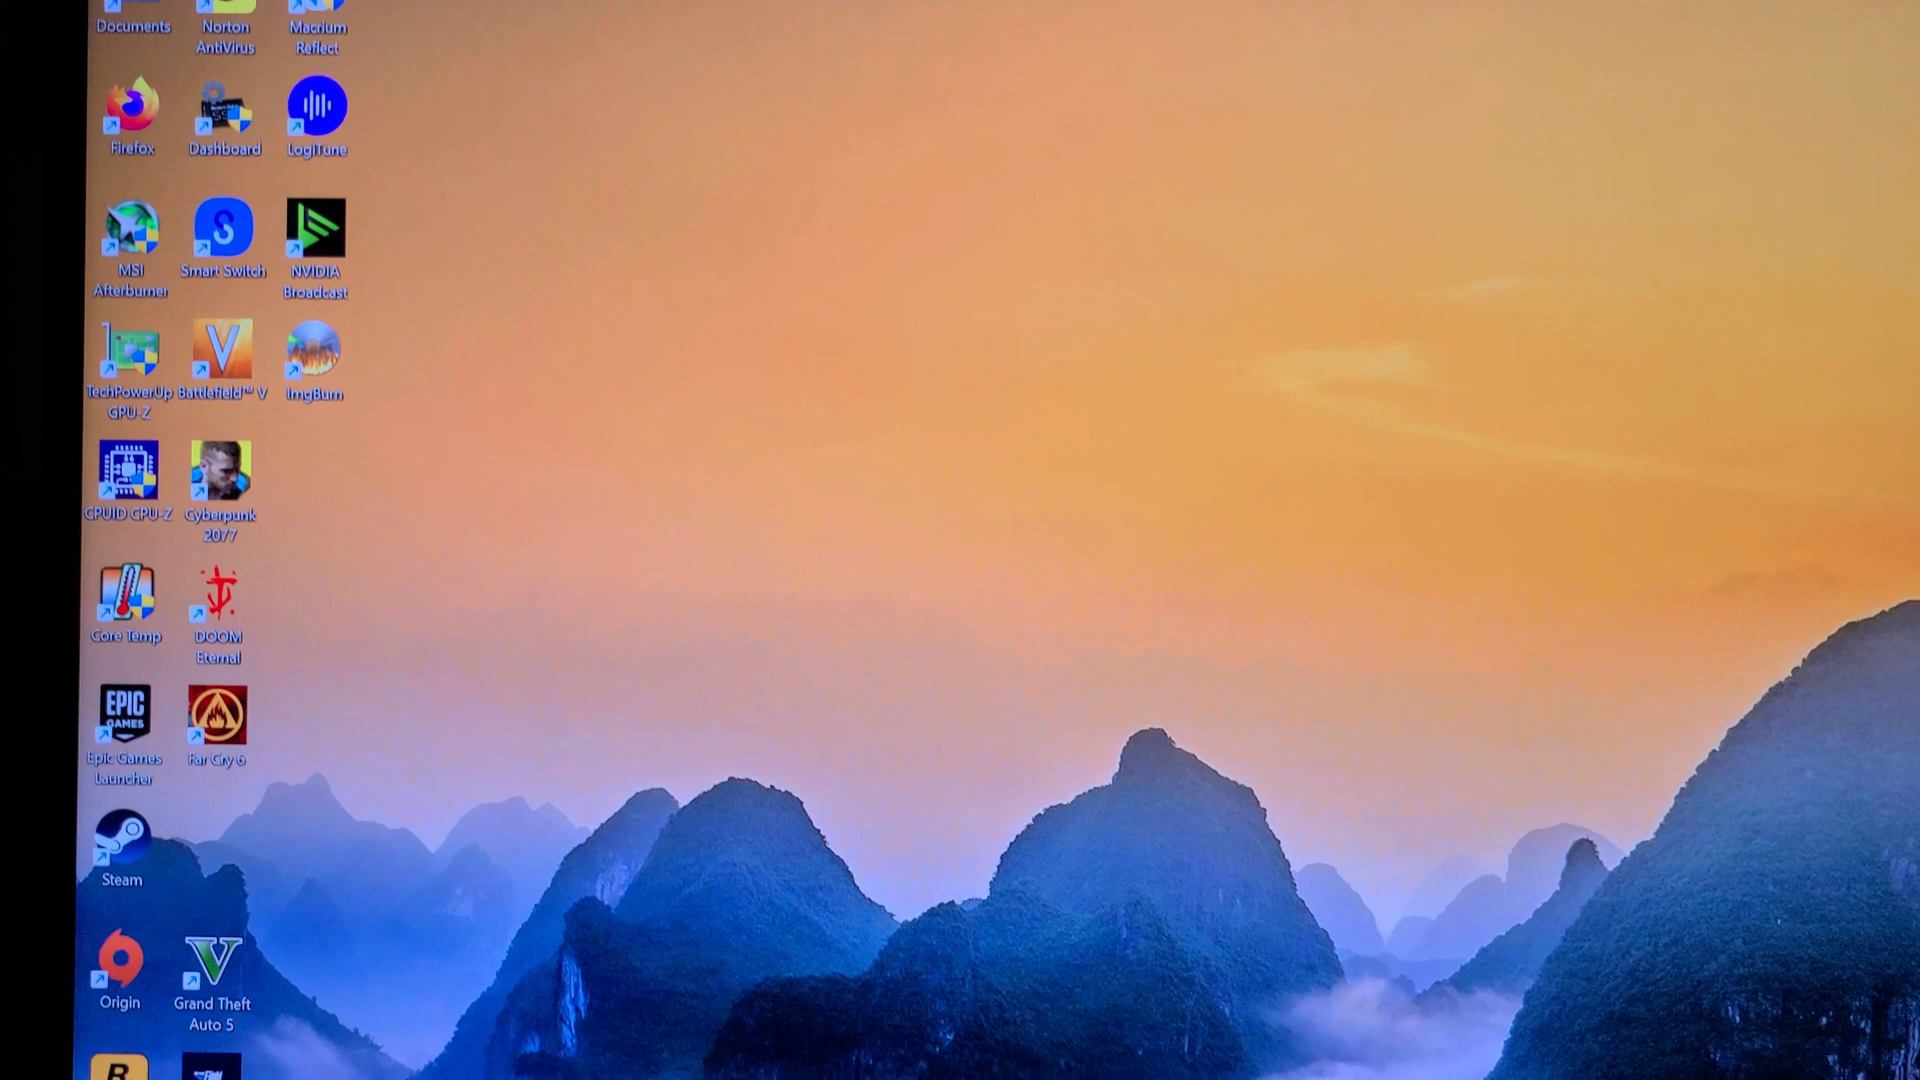 Documents
Norton
AntiVirus
Macrium
Reflect
Firefox
Dashboard
LogiTune
MSI
Afterburner
Smart Switch
NVIDIA
Broadcast
TechPowerUp
GPU-Z
Battlefield™ V
ImgBurn
CPUID CPU-Z
Cyberpunk
2077
Core Temp
DOOM
Eternal
EPIC
GAMES
Epic Games
Launcher
Far Cry 6
Steam
Origin
Grand Theft
Auto 5
R